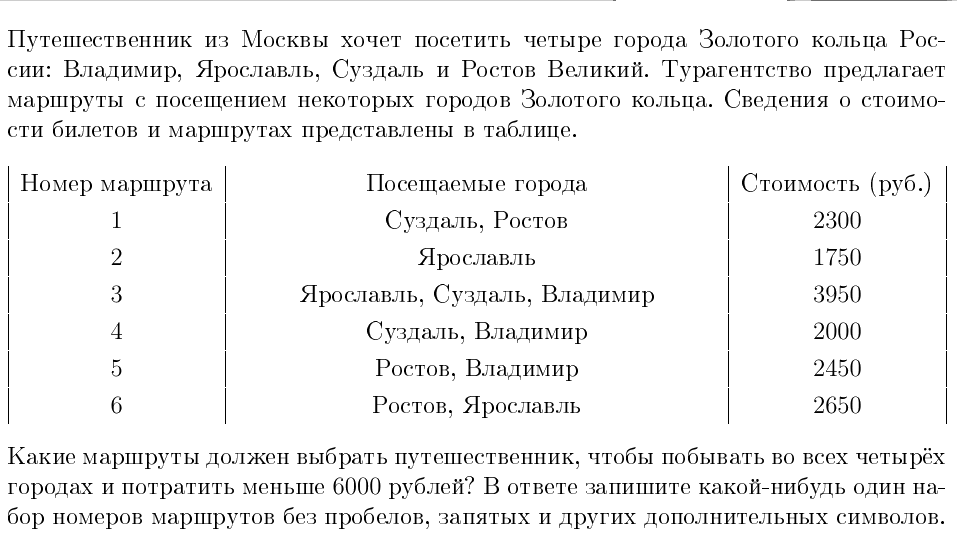 Путешественник из Москвы хочет посетить четыре города Золотого кольца Рос-
сии: Владимир, Ярославль, Суздаль и Ростов Великий. Турагентство предлагает
маршруты с посещением некоторых городов Золотого кольца. Сведения о стоимо-
сти билетов и маршрутах представлены в таблице.
Номер маршрута Посещаемые города Стоимость (руб.)
1 Суздаль, Ростов 2300
2 Ярославль 1750
3 Ярославль, Суздаль, Владимир 3950
4 Суздаль, Владимир 2000
5 Ростов, Владимир 2450
6 Ростов, Ярославль 2650
Какие маршруты должен выбрать путешественник, чтобы побывать во всех четырёх
городах и потратить меньше 6000 рублей? В ответе запишите какой-нибудь один на-
бор номеров маршрутов без пробелов, запятых и других дополнительных символов.